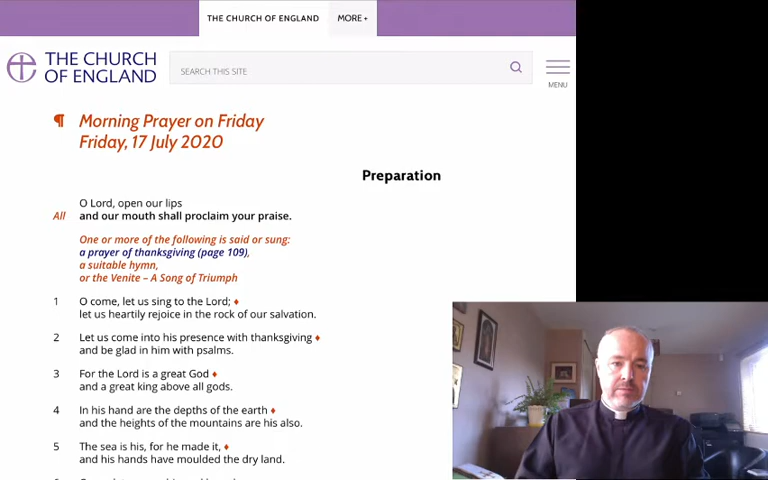 THE CHURCH OF ENGLAND
MORE +
THE CHURCH
OF ENGLAND
SEARCH THIS SITE
MENU
¶ Morning Prayer on Friday
Friday, 17 July 2020
Preparation
O Lord, open our lips
All and our mouth shall proclaim your praise.
One or more of the following is said or sung:
a prayer of thanksgiving (page 109),
a suitable hymn,
or the Venite – A Song of Triumph
1 O come, let us sing to the Lord; ♦
let us heartily rejoice in the rock of our salvation.
2 Let us come into his presence with thanksgiving ♦
and be glad in him with psalms.
3 For the Lord is a great God ♦
and a great king above all gods.
4 In his hand are the depths of the earth ♦
and the heights of the mountains are his also.
5 The sea is his, for he made it, ♦
and his hands have moulded the dry land.